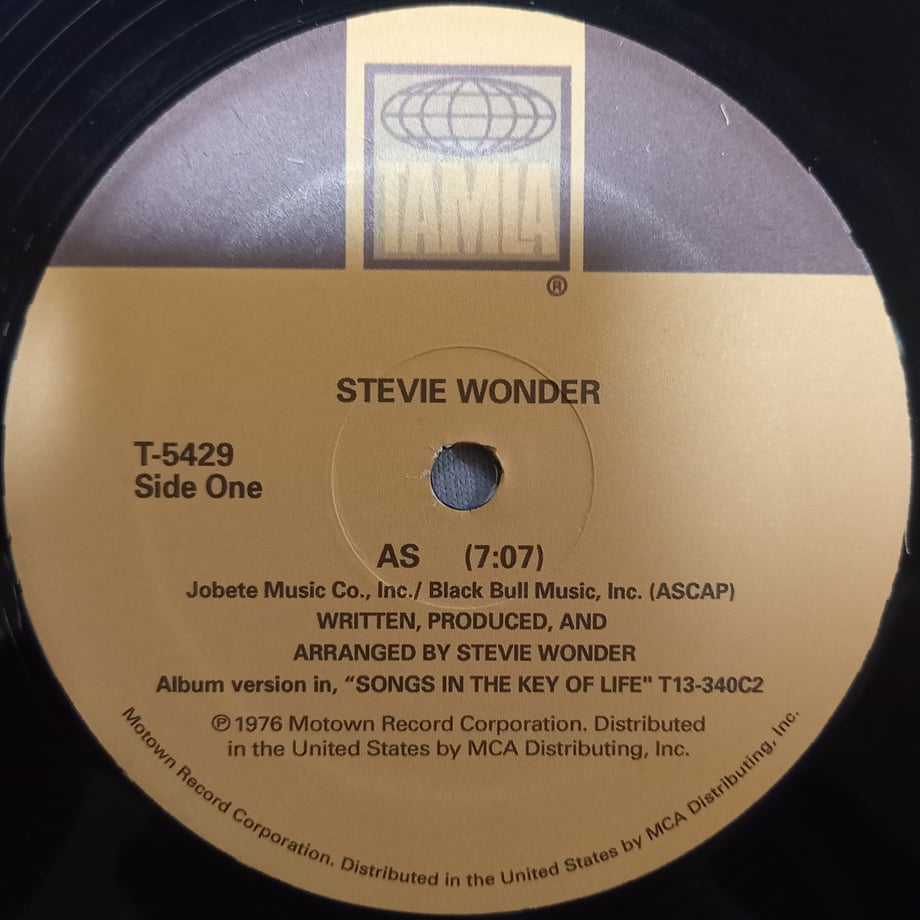 TAMLA
®
STEVIE WONDER
T-5429
Side One
AS (7:07)
Jobete Music Co., Inc./ Black Bull Music, Inc. (ASCAP)
WRITTEN, PRODUCED, AND
ARRANGED BY STEVIE WONDER
Album version in, “SONGS IN THE KEY OF LIFE" T13-340C2
℗1976 Motown Record Corporation. Distributed
in the United States by MCA Distributing, Inc.
Motown Record Corporation. Distributed in the United States by MCA Distributing, Inc.